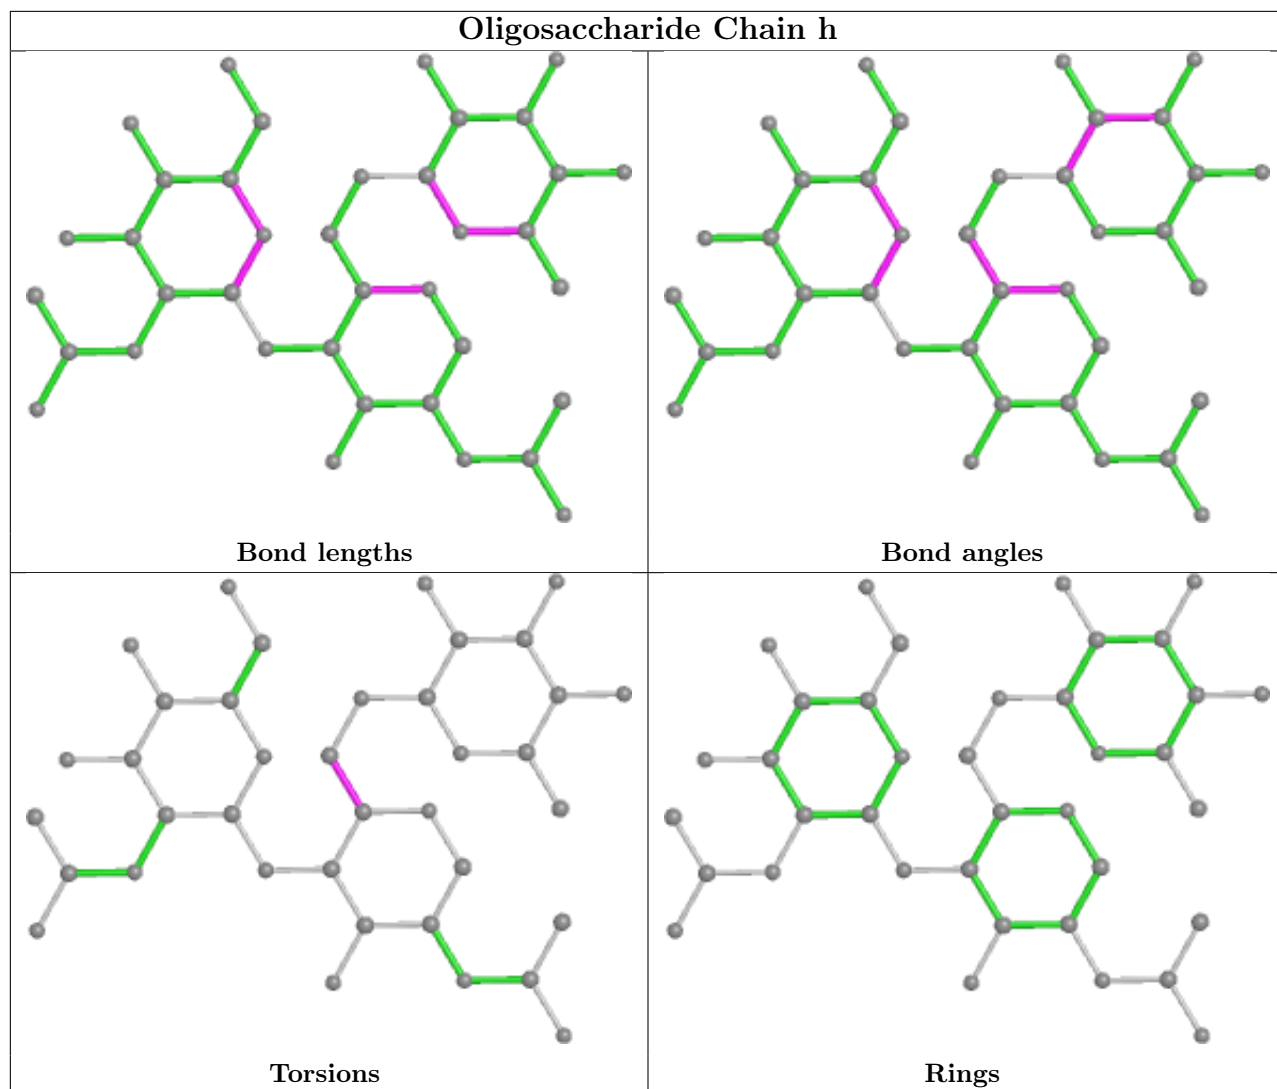 Oligosaccharide Chain h
Bond lengths
Bond angles
Torsions
Rings